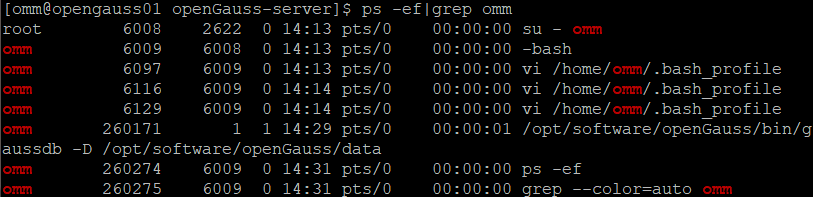 [omm@opengauss01 openGauss-server]$ ps -ef|grep omm
root        6008    2622  0 14:13 pts/0    00:00:00 su - omm
omm         6009    6008  0 14:13 pts/0    00:00:00 -bash
omm         6097    6009  0 14:13 pts/0    00:00:00 vi /home/omm/.bash_profile
omm         6116    6009  0 14:14 pts/0    00:00:00 vi /home/omm/.bash_profile
omm         6129    6009  0 14:14 pts/0    00:00:00 vi /home/omm/.bash_profile
omm       260171       1  1 14:29 pts/0    00:00:01 /opt/software/openGauss/bin/g
aussdb -D /opt/software/openGauss/data
omm       260274    6009  0 14:31 pts/0    00:00:00 ps -ef
omm       260275    6009  0 14:31 pts/0    00:00:00 grep --color=auto omm